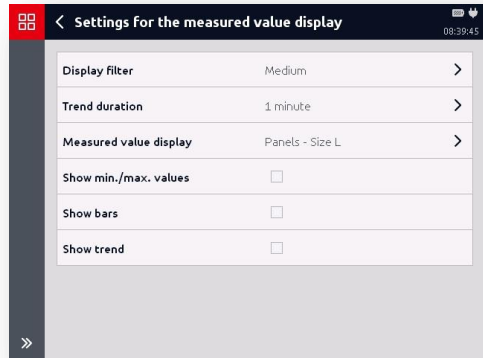 Settings for the measured value display
08:39:45
Display filter Medium
Trend duration 1 minute
Measured value display Panels - Size L
Show min./max. values
Show bars
Show trend